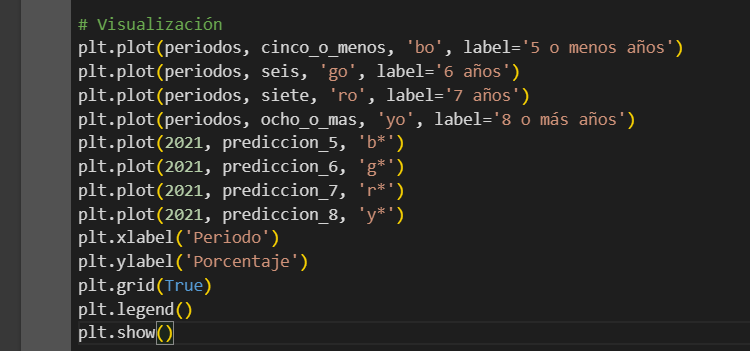 # Visualización
plt.plot(periodos, cinco_o_menos, 'bo', label='5 o menos años')
plt.plot(periodos, seis, 'go', label='6 años')
plt.plot(periodos, siete, 'ro', label='7 años')
plt.plot(periodos, ocho_o_mas, 'yo', label='8 o más años')
plt.plot(2021, prediccion_5, 'b*')
plt.plot(2021, prediccion_6, 'g*')
plt.plot(2021, prediccion_7, 'r*')
plt.plot(2021, prediccion_8, 'y*')
plt.xlabel('Periodo')
plt.ylabel('Porcentaje')
plt.grid(True)
plt.legend()
plt.show()